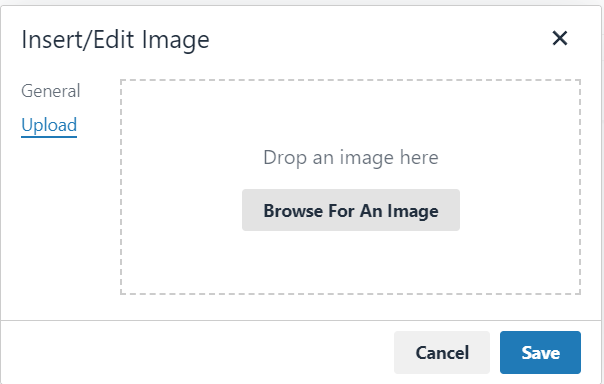 Insert/Edit Image
General
Upload
Drop an image here
Browse For An Image
Cancel
Save